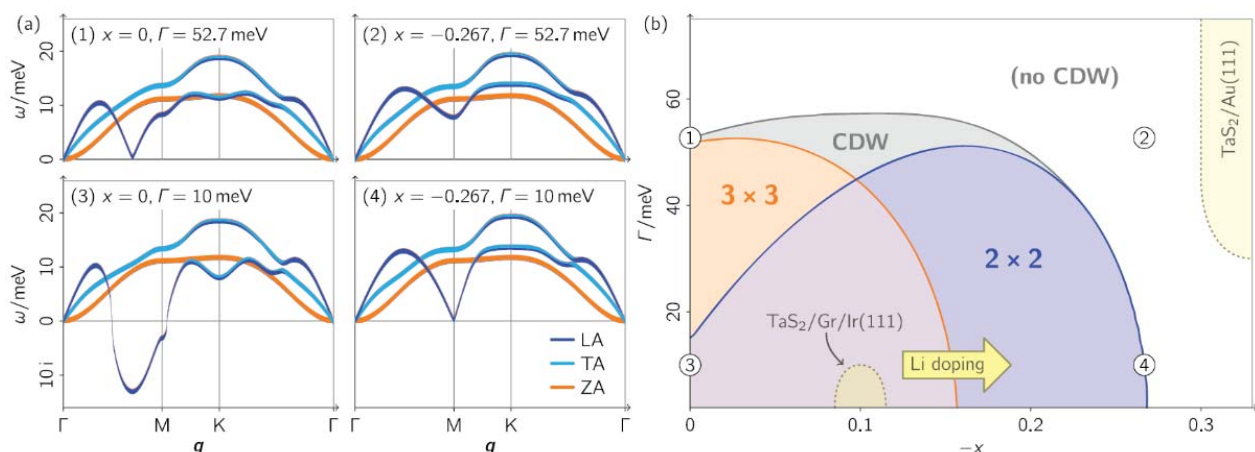 (a)
(1) x = 0, Γ = 52.7 meV
(2) x = −0.267, Γ = 52.7 meV
ω/meV
20
10
0
(3) x = 0, Γ = 10 meV
(4) x = −0.267, Γ = 10 meV
ω/meV
20
10
0
10 i
LA
TA
ZA
Γ M K Γ
q
Γ M K Γ
q
(b)
(no CDW)
TaS₂/Au(111)
CDW
3 × 3
2 × 2
TaS₂/Gr/Ir(111)
Li doping
1
2
3
4
Γ/meV
60
40
20
0 0.1 0.2 0.3
−x